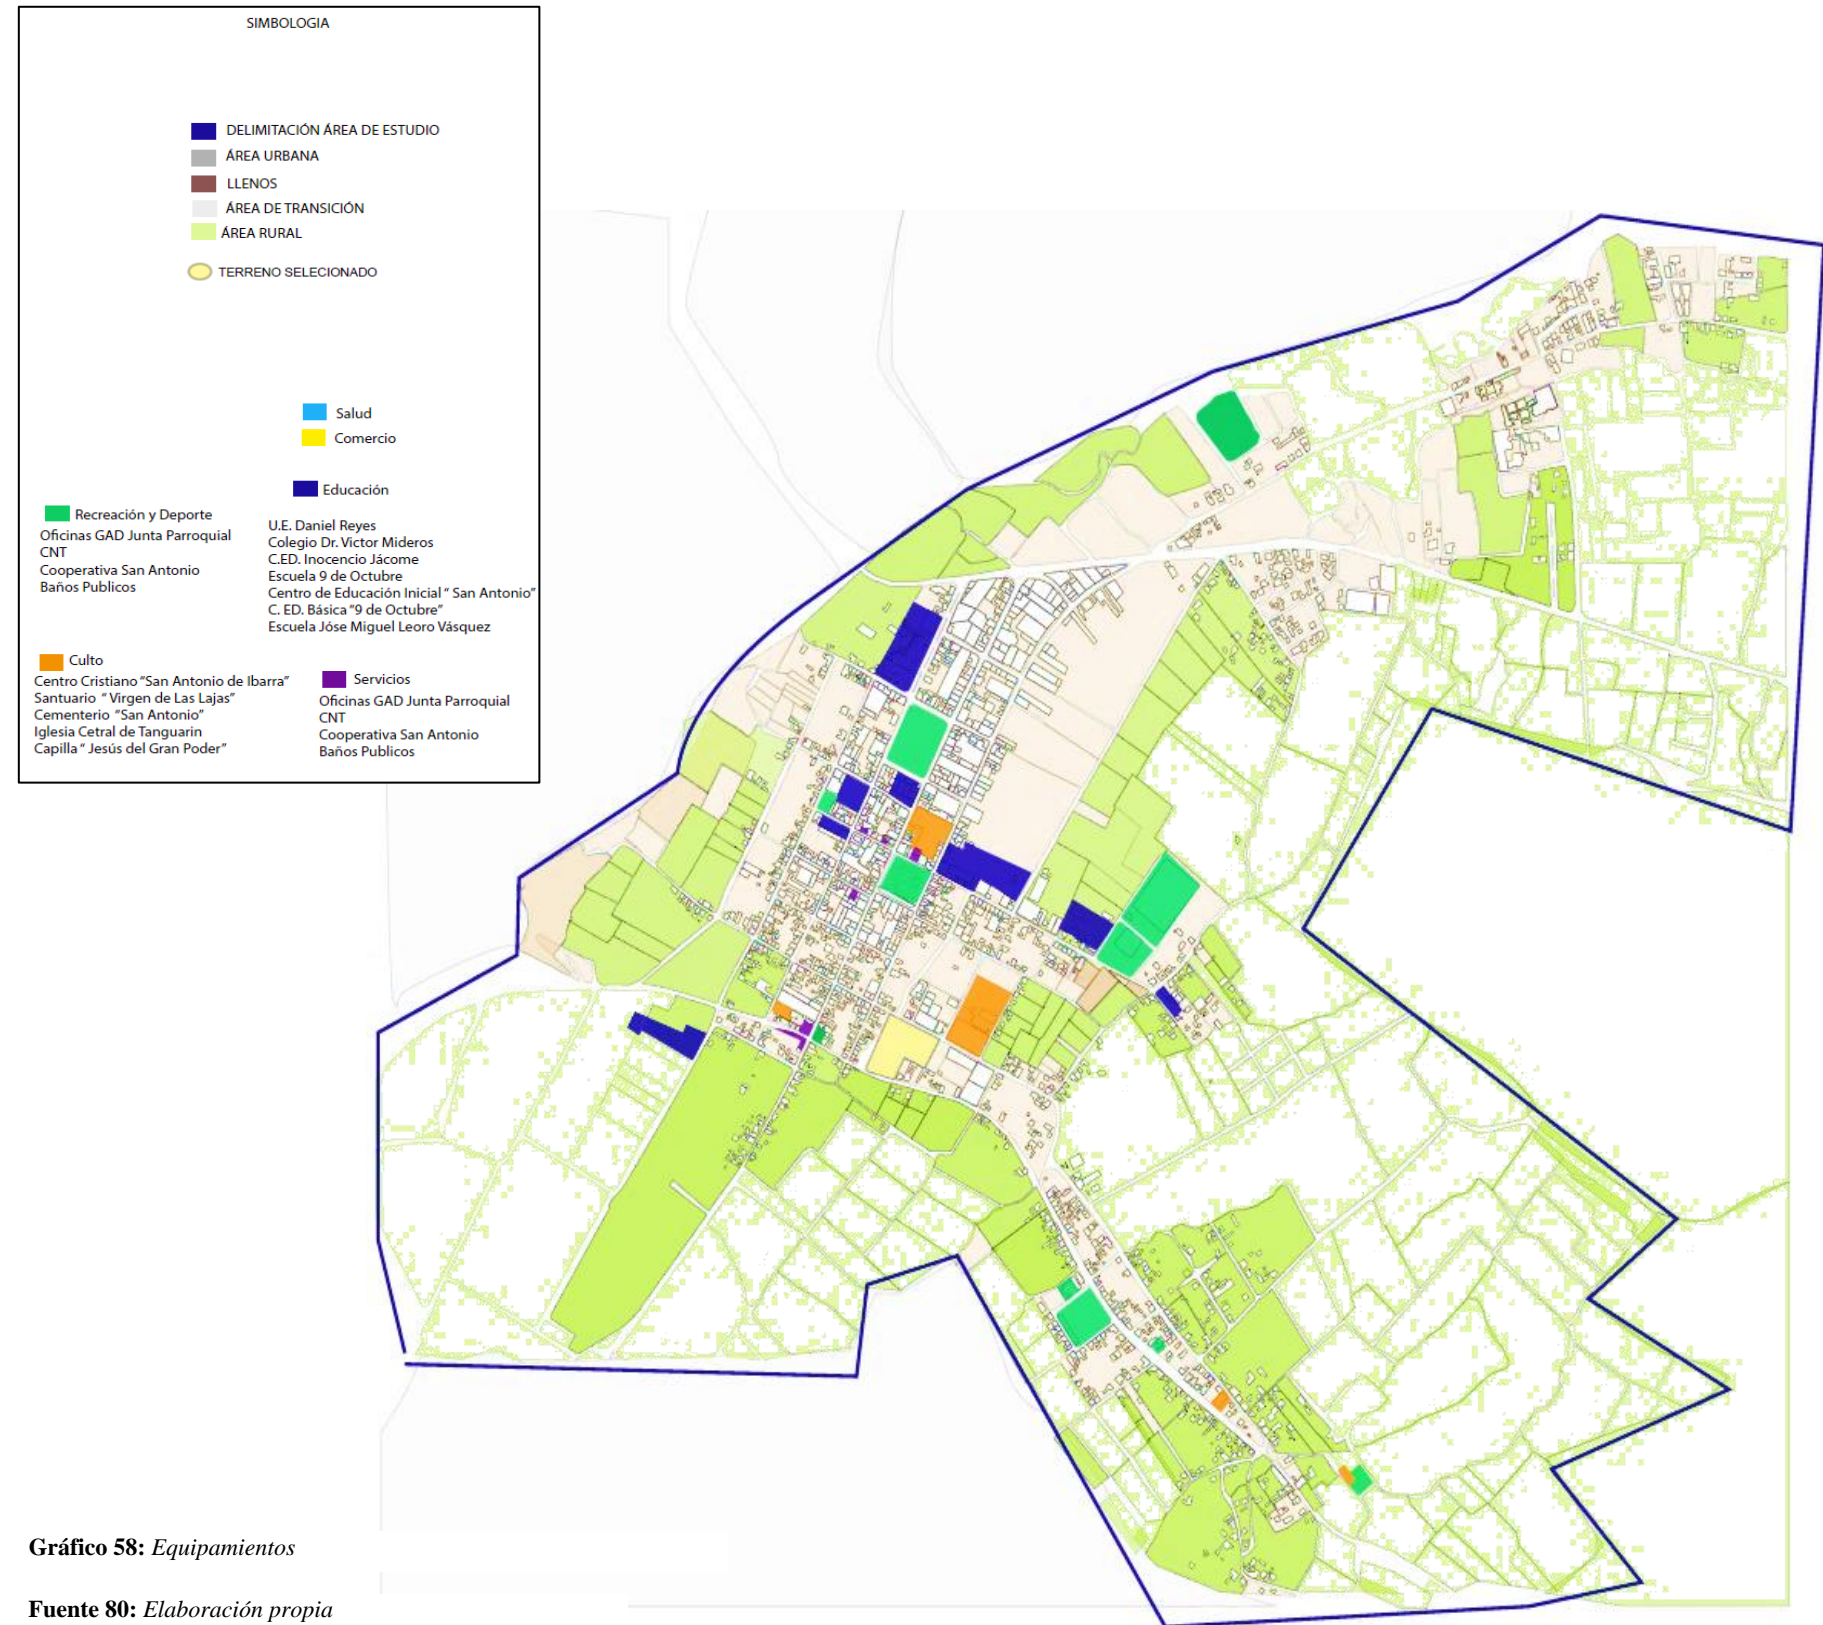 SIMBOLOGIA
DELIMITACIÓN ÁREA DE ESTUDIO
ÁREA URBANA
LLENOS
ÁREA DE TRANSICIÓN
ÁREA RURAL
TERRENO SELECIONADO
Salud
Comercio
Educación
U.E. Daniel Reyes
Colegio Dr. Victor Mideros
C.ED. Inocencio Jácome
Escuela 9 de Octubre
Centro de Educación Inicial “ San Antonio”
C. ED. Básica “9 de Octubre”
Escuela Jóse Miguel Leoro Vásquez
Recreación y Deporte
Oficinas GAD Junta Parroquial
CNT
Cooperativa San Antonio
Baños Publicos
Culto
Centro Cristiano “San Antonio de Ibarra”
Santuario “ Virgen de Las Lajas”
Cementerio “San Antonio”
Iglesia Cetral de Tanguarin
Capilla “ Jesús del Gran Poder”
Servicios
Oficinas GAD Junta Parroquial
CNT
Cooperativa San Antonio
Baños Publicos
Gráfico 58: Equipamientos
Fuente 80: Elaboración propia